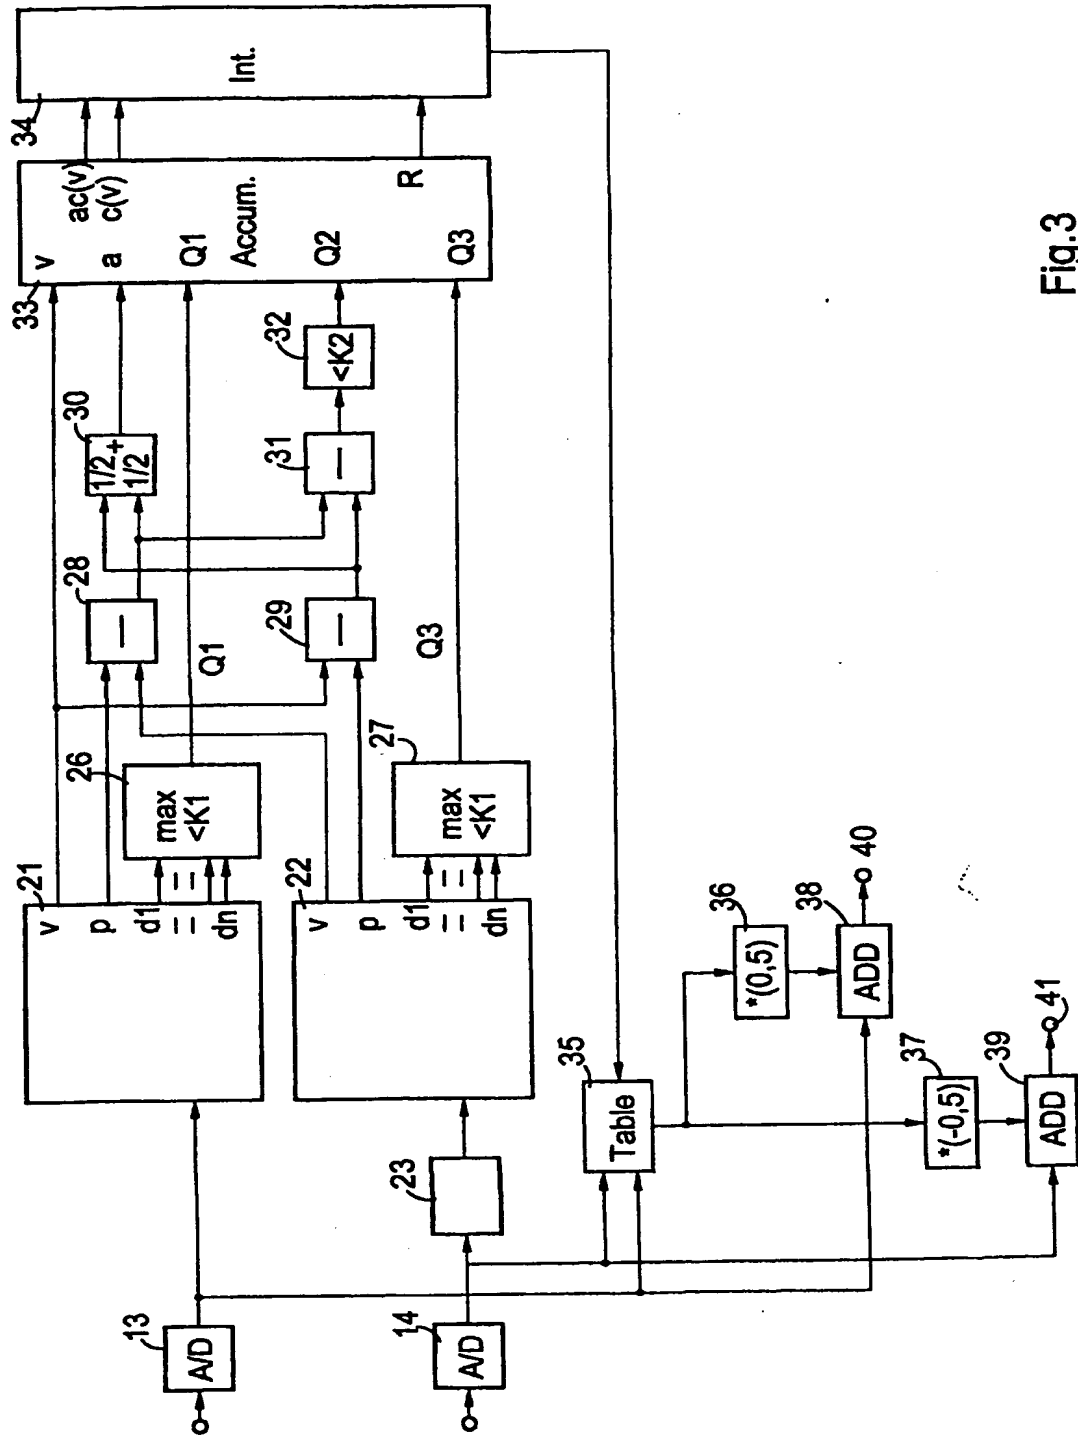 13
A/D
14
A/D
23
21
v
p
d1
dn
22
v
p
d1
dn
26
max
<K1
27
max
<K1
Q1
Q3
28
29
30
1/2+
1/2
31
32
<K2
33
v
a
Q1
Accum.
Q2
Q3
ac(v)
c(v)
R
34
Int.
35
Table
36
*(0,5)
37
*(-0,5)
38
ADD
39
ADD
40
41
Fig.3